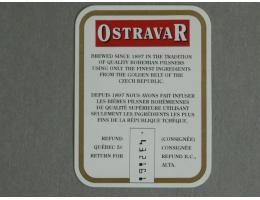 OSTRAVAR
BREWED SINCE 1897 IN THE TRADITION
OF QUALITY BOHEMIAN PILSNERS
USING ONLY THE FINEST INGREDIENTS
FROM THE GOLDEN BELT OF THE
CZECH REPUBLIC.
DEPUIS 1897 NOUS AVONS FAIT INFUSER
LES BIÈRES PILSNER BOHÉMIENNES
DE QUALITÉ SUPÉRIEURE UTILISANT
SEULEMENT LES INGRÉDIENTS LES PLUS
FINS DE LA RÉPUBLIQUE TCHÈQUE.
REFUND (CONSIGNÉE)
QUÉBEC 5¢ CONSIGNÉE
RETURN FOR REFUND B.C.,
ALTA.